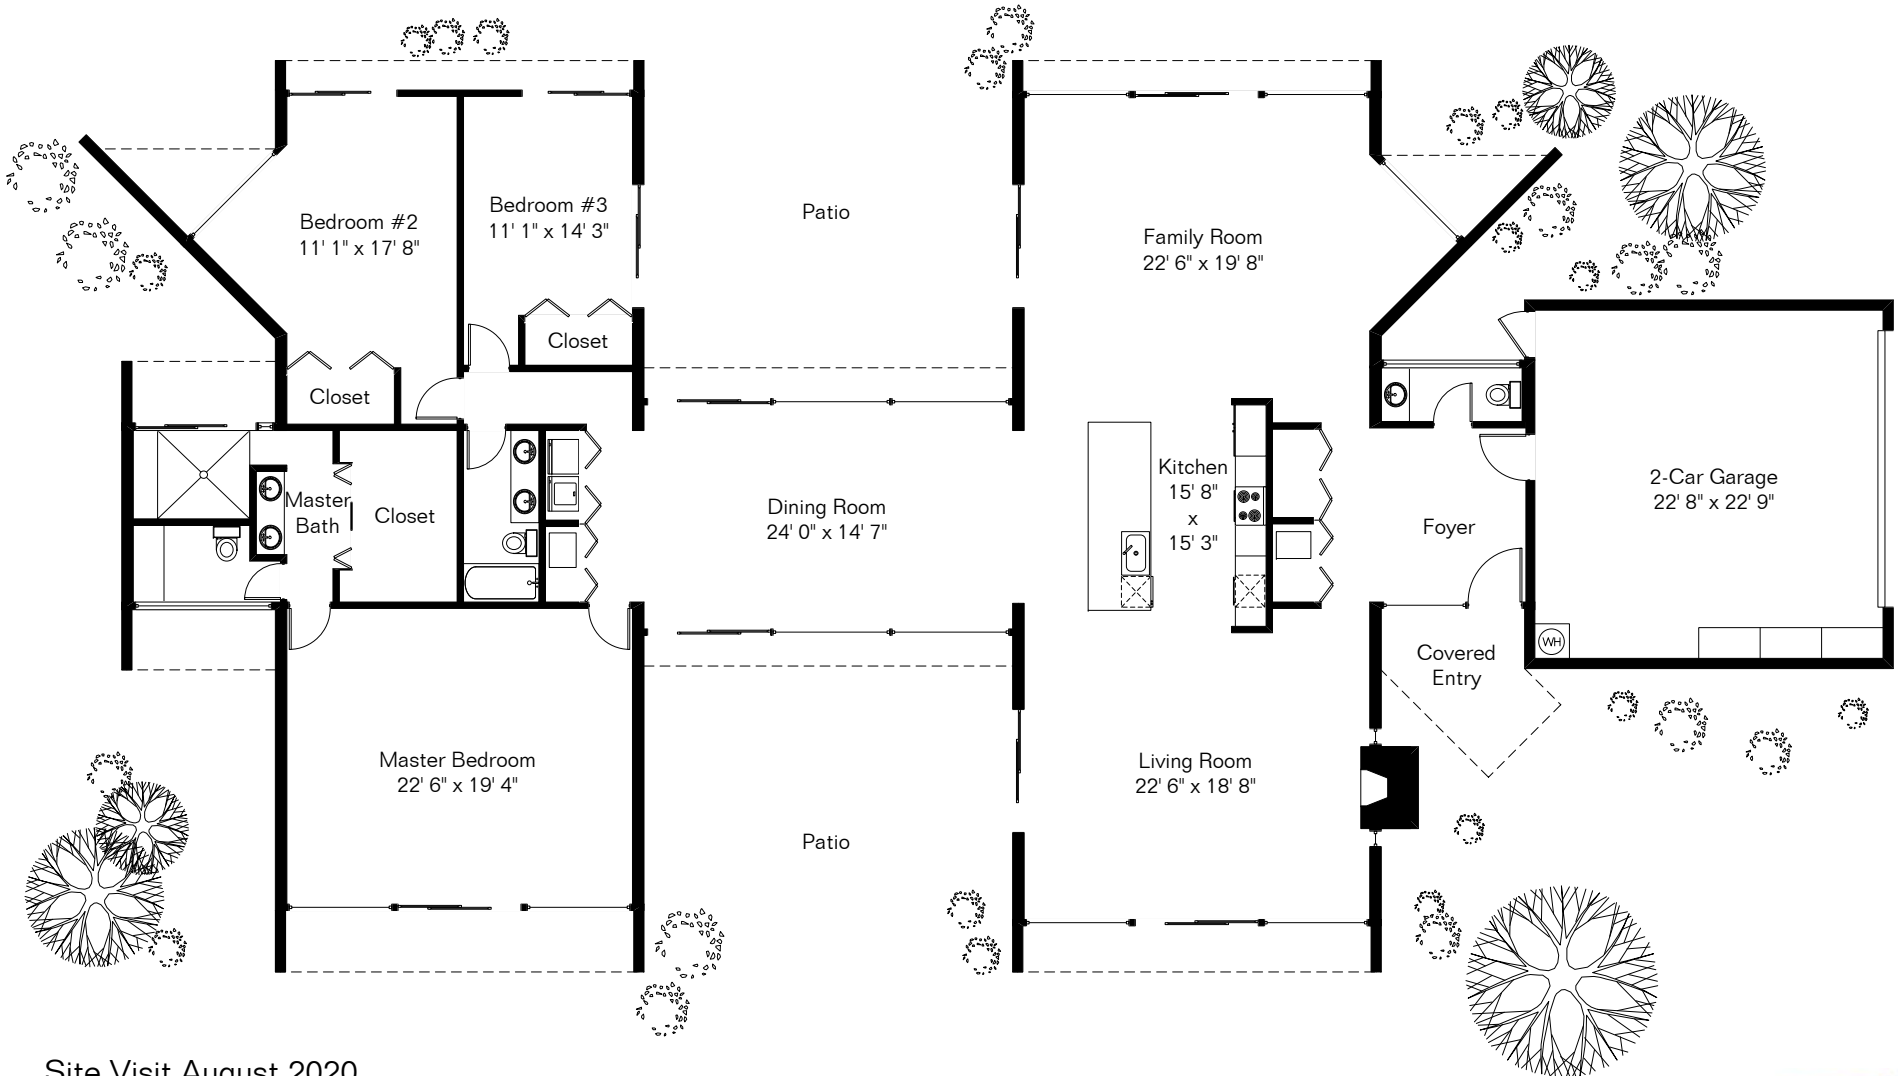 Bedroom #2
11' 1" x 17' 8"
Bedroom #3
11' 1" x 14' 3"
Closet
Closet
Patio
Family Room
22' 6" x 19' 8"
Master
Bath
Closet
Dining Room
24' 0" x 14' 7"
Kitchen
15' 8"
x
15' 3"
Foyer
2-Car Garage
22' 8" x 22' 9"
WH
Covered
Entry
Master Bedroom
22' 6" x 19' 4"
Patio
Living Room
22' 6" x 18' 8"
Site Visit August 2020